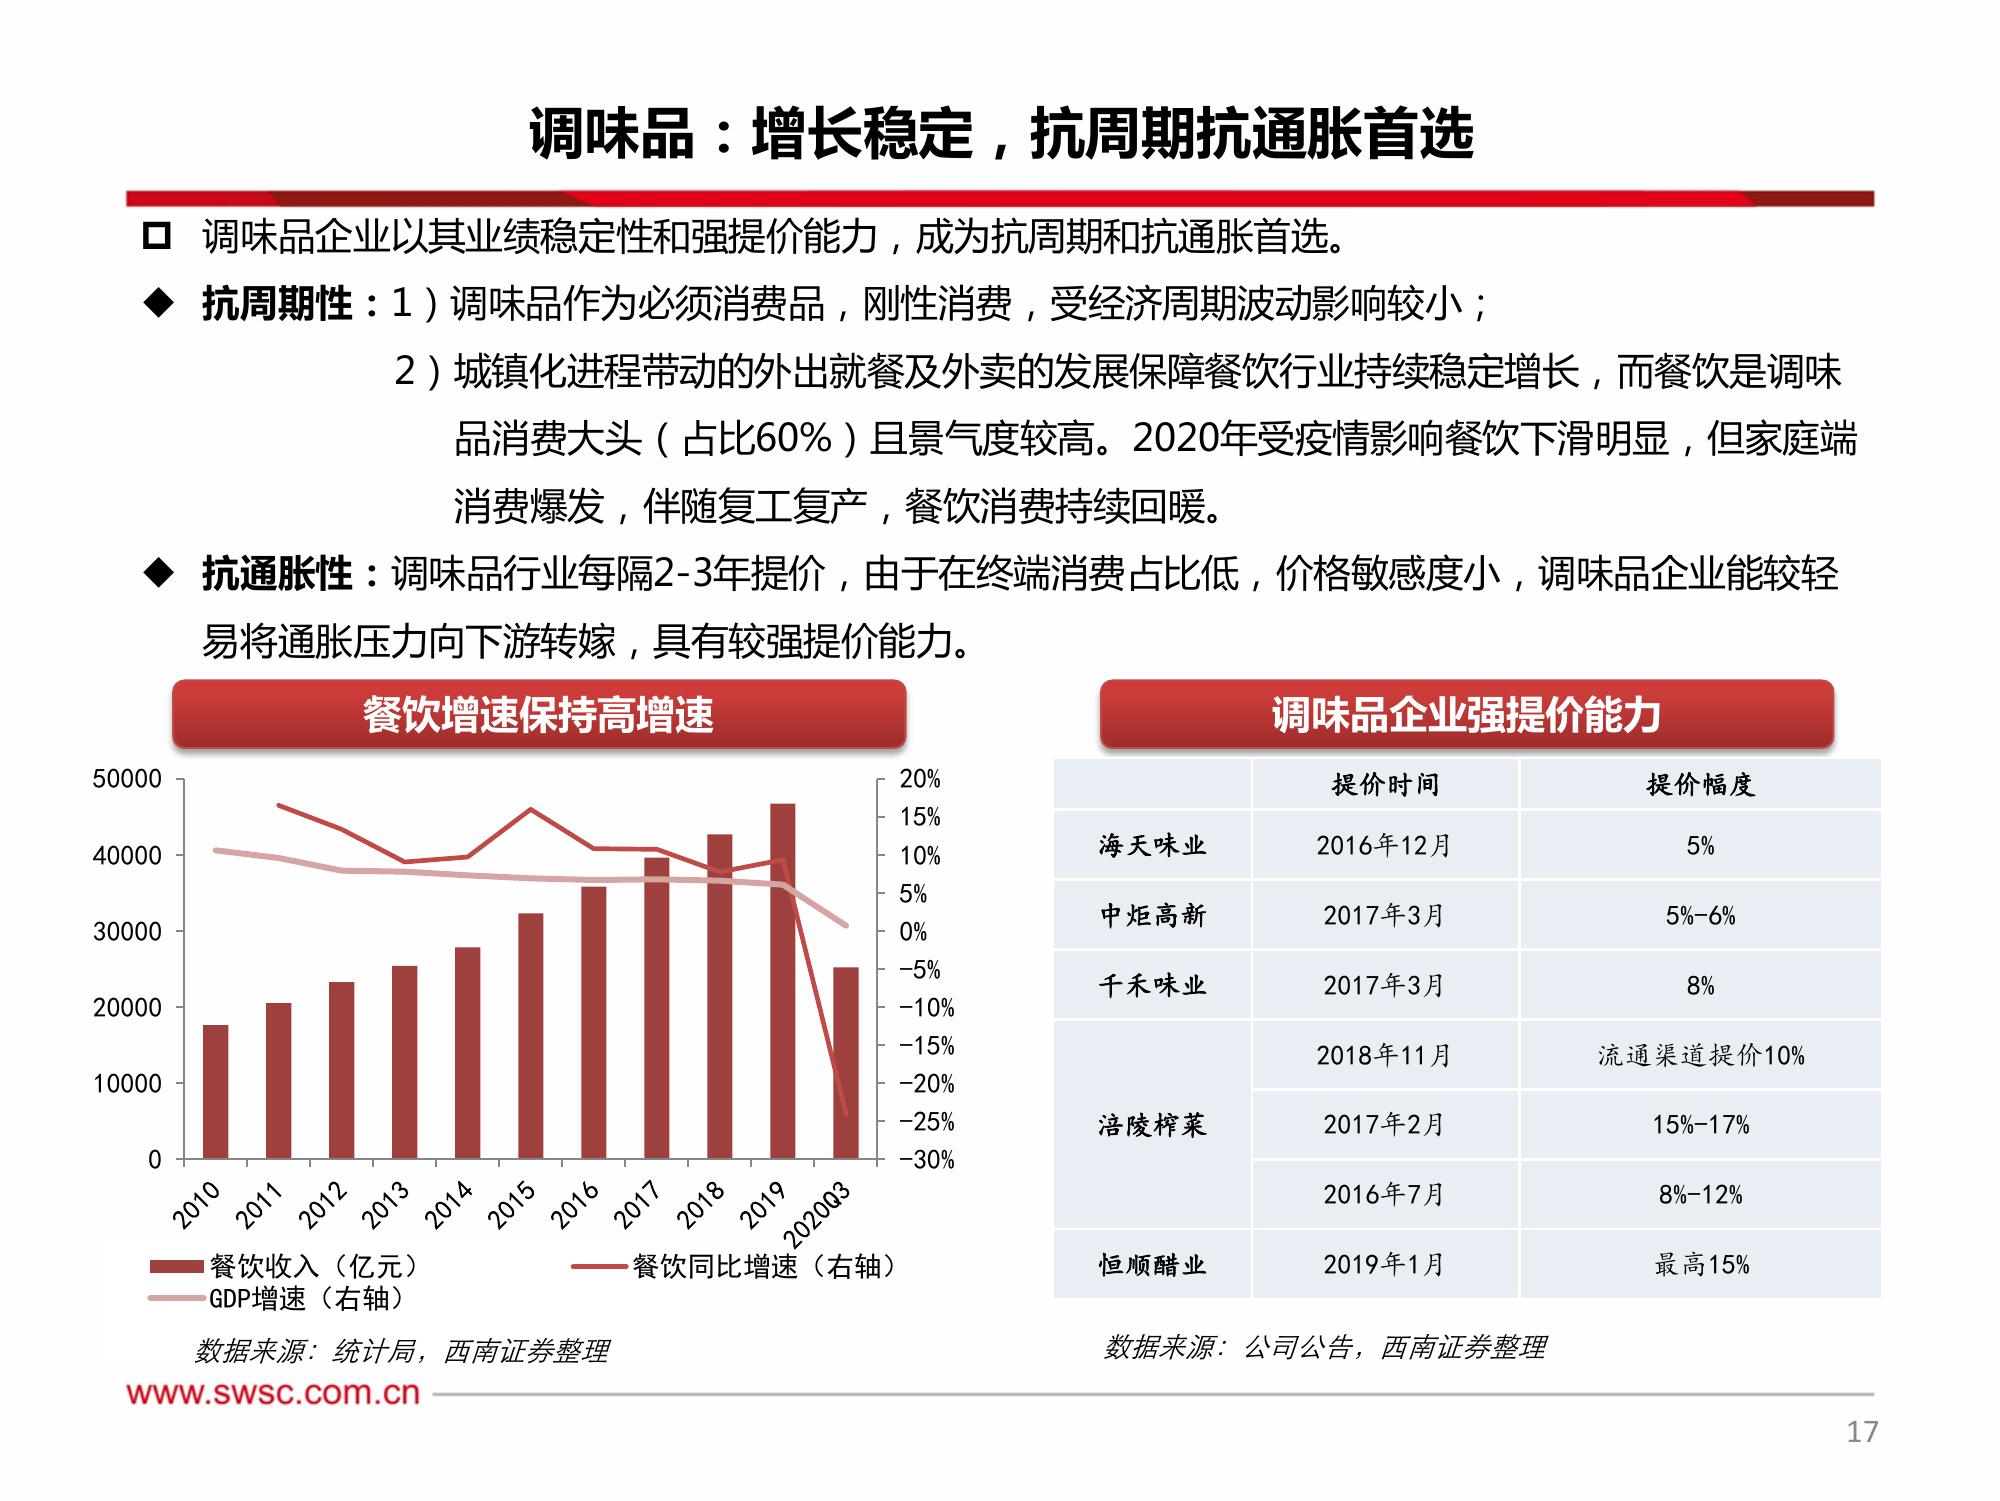 调味品：增长稳定，抗周期抗通胀首选
调味品企业以其业绩稳定性和强提价能力，成为抗周期和抗通胀首选。
抗周期性：1）调味品作为必须消费品，刚性消费，受经济周期波动影响较小；
2）城镇化进程带动的外出就餐及外卖的发展保障餐饮行业持续稳定增长，而餐饮是调味
品消费大头（占比60%）且景气度较高。2020年受疫情影响餐饮下滑明显，但家庭端
消费爆发，伴随复工复产，餐饮消费持续回暖。
抗通胀性：调味品行业每隔2-3年提价，由于在终端消费占比低，价格敏感度小，调味品企业能较轻
易将通胀压力向下游转嫁，具有较强提价能力。
餐饮增速保持高增速
50000
40000
30000
20000
10000
0
20%
15%
10%
5%
0%
-5%
-10%
-15%
-20%
-25%
-30%
2010 2011 2012 2013 2014 2015 2016 2017 2018 2019 2020Q3
餐饮收入（亿元） 餐饮同比增速（右轴）
GDP增速（右轴）
数据来源：统计局，西南证券整理
调味品企业强提价能力
提价时间 提价幅度
海天味业 2016年12月 5%
中炬高新 2017年3月 5%-6%
千禾味业 2017年3月 8%
2018年11月 流通渠道提价10%
涪陵榨菜 2017年2月 15%-17%
2016年7月 8%-12%
恒顺醋业 2019年1月 最高15%
数据来源：公司公告，西南证券整理
www.swsc.com.cn
17